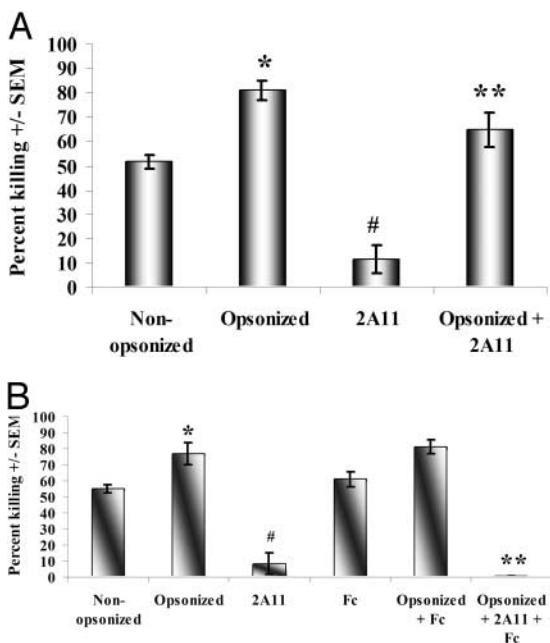 A
Percent killing +/- SEM
100
90
80
70
60
50
40
30
20
10
0
*
#
**
Non-
opsonized
Opsonized
2A11
Opsonized +
2A11
B
Percent killing +/- SEM
100
90
80
70
60
50
40
30
20
10
0
*
#
**
Non-
opsonized
Opsonized
2A11
Fc
Opsonized
+ Fc
Opsonized
+ 2A11 +
Fc